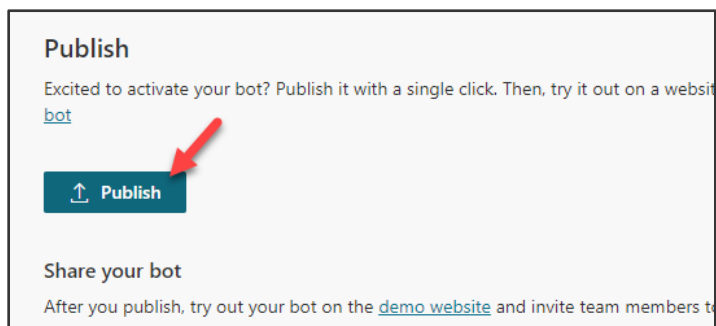 Publish
Excited to activate your bot? Publish it with a single click. Then, try it out on a
bot
Publish
Share your bot
After you publish, try out your bot on the demo website and invite team members